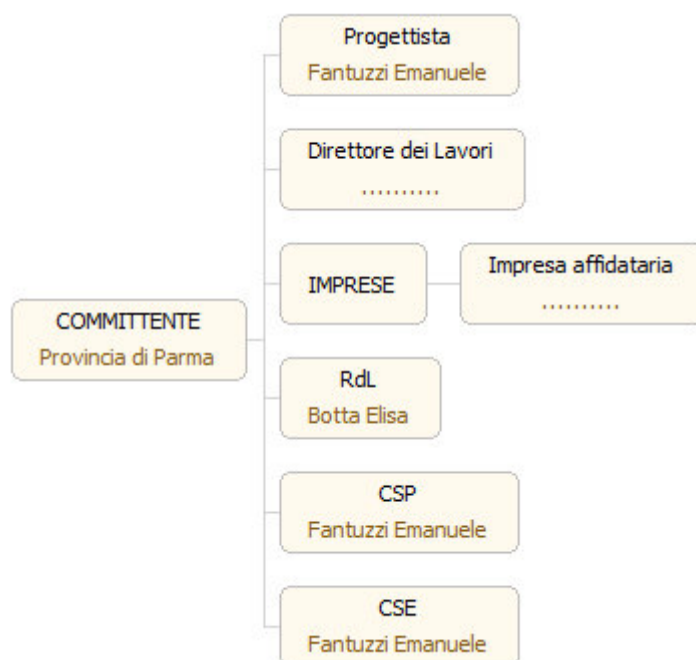 Progettista
Fantuzzi Emanuele
Direttore dei Lavori
..........
IMPRESE
Impresa affidataria
..........
COMMITTENTE
Provincia di Parma
RdL
Botta Elisa
CSP
Fantuzzi Emanuele
CSE
Fantuzzi Emanuele